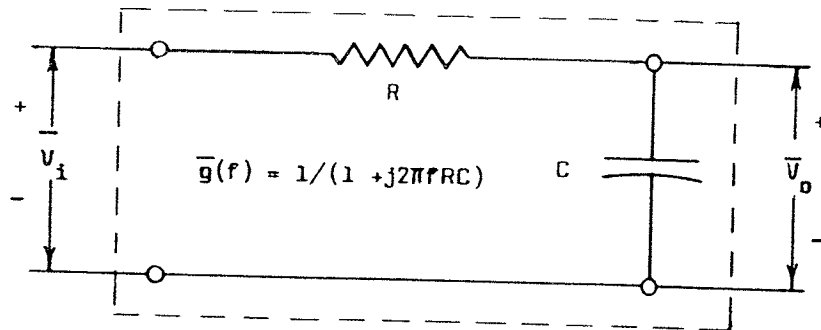 R
+ +
V̄i g̅(f) = 1/(1 +j2πfRC) C V̄o
- -